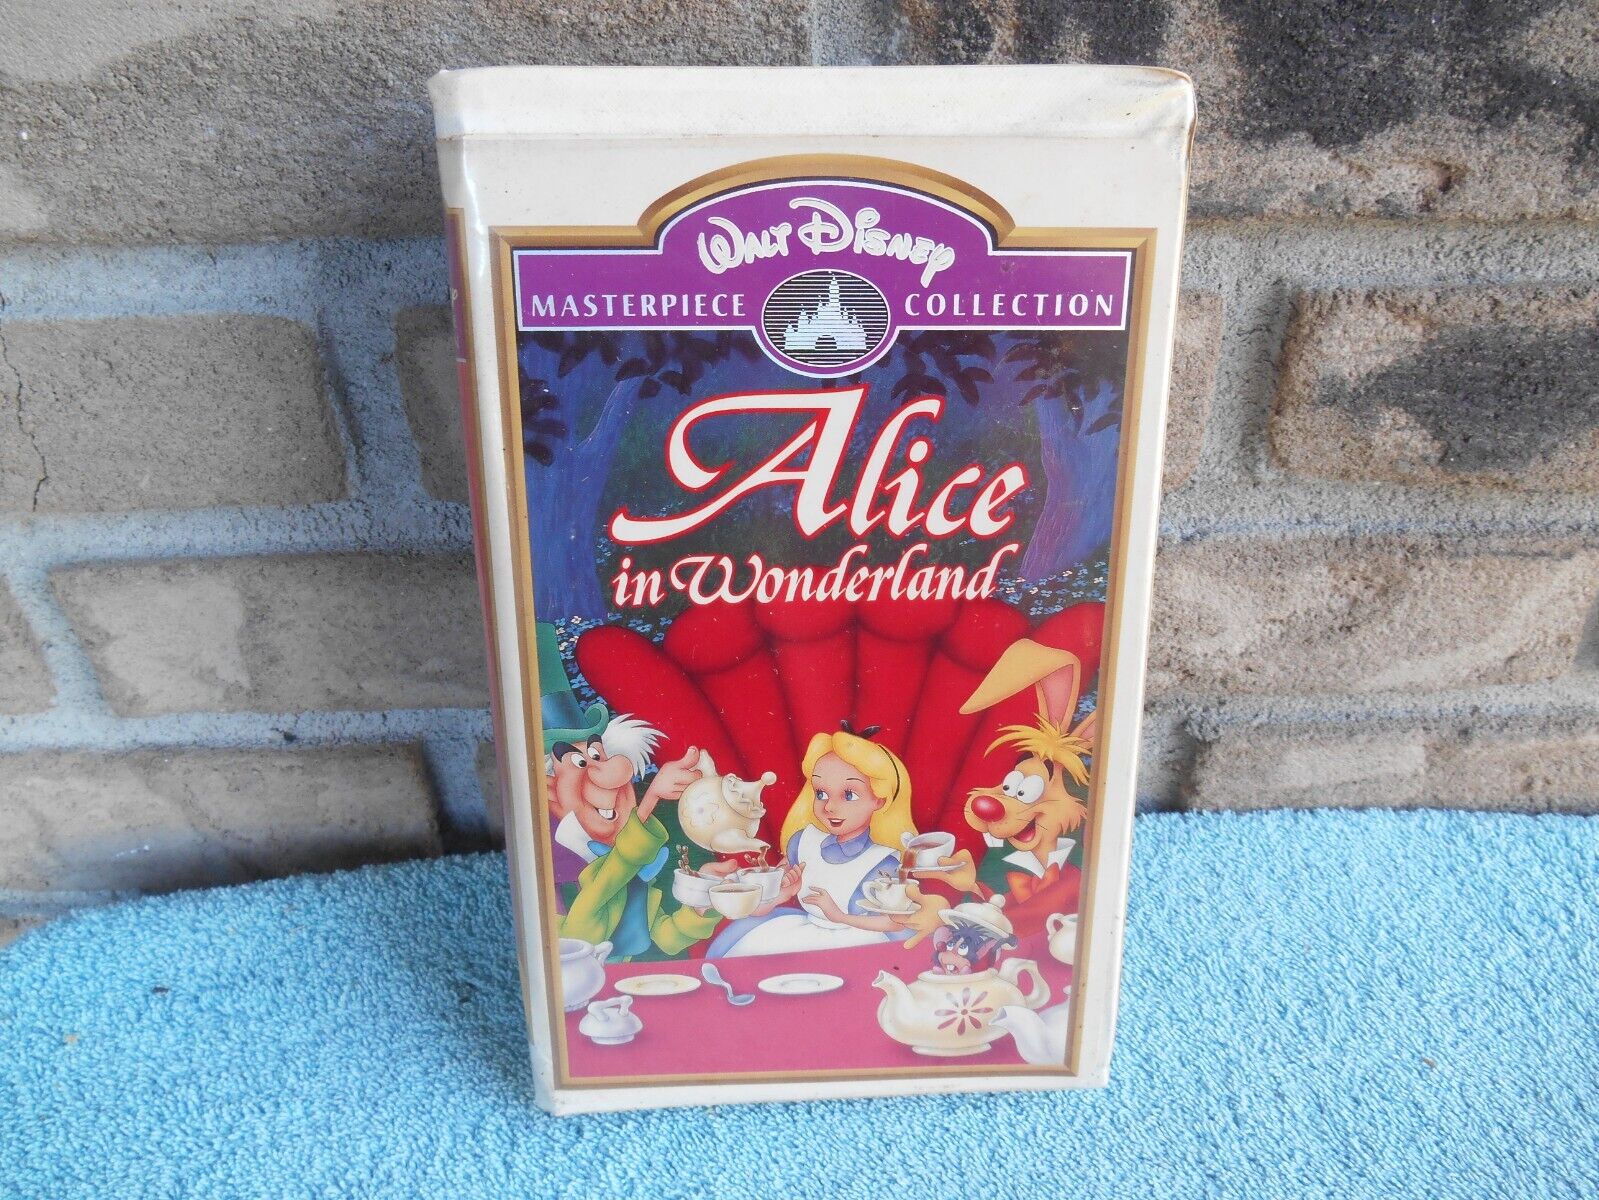 Walt Disney
MASTERPIECE COLLECTION
Alice
in Wonderland